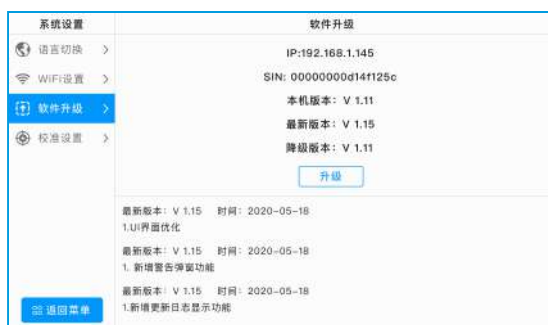 系统设置
语言切换
WiFi设置
软件升级
校准设置
返回菜单
软件升级
IP:192.168.1.145
SIN: 00000000d14f125c
本机版本: V 1.11
最新版本: V 1.15
降级版本: V 1.11
升级
最新版本: V 1.15 时间: 2020-05-18
1.UI界面优化
最新版本: V 1.15 时间: 2020-05-18
1. 新增警告弹窗功能
最新版本: V 1.15 时间: 2020-05-18
1.新增更新日志显示功能